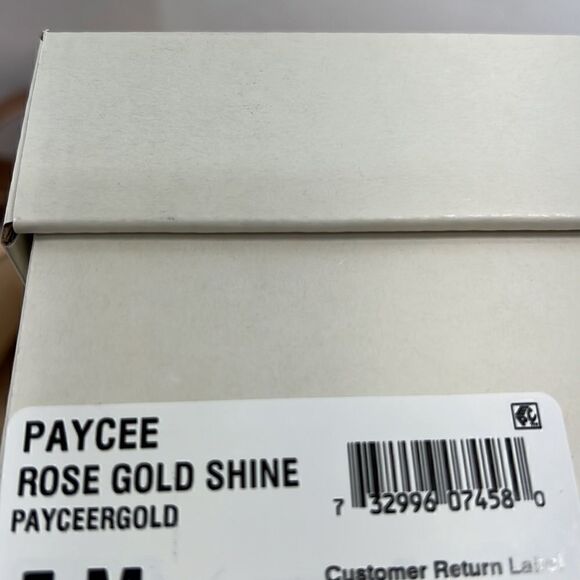 PAYCEE
ROSE GOLD SHINE
PAYCEERGOLD
7 32996 07458 0
Customer Return Label